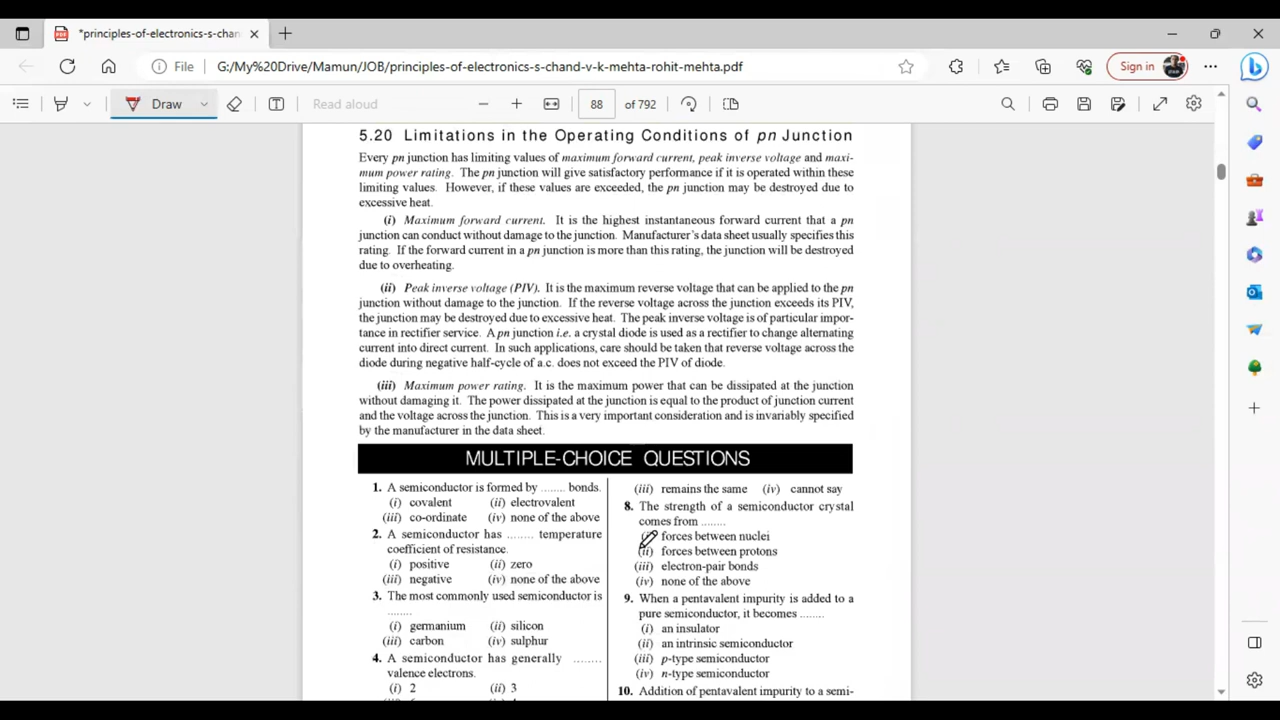 *principles-of-electronics-s-chan
File
G:/My%20Drive/Mamun/JOB/principles-of-electronics-s-chand-v-k-mehta-rohit-mehta.pdf
Sign in
Draw
Read aloud
88
of 792
5.20 Limitations in the Operating Conditions of pn Junction
Every pn junction has limiting values of maximum forward current, peak inverse voltage and maxi-
mum power rating. The pn junction will give satisfactory performance if it is operated within these
limiting values. However, if these values are exceeded, the pn junction may be destroyed due to
excessive heat.
(i) Maximum forward current. It is the highest instantaneous forward current that a pn
junction can conduct without damage to the junction. Manufacturer's data sheet usually specifies this
rating. If the forward current in a pn junction is more than this rating, the junction will be destroyed
due to overheating.
(ii) Peak inverse voltage (PIV). It is the maximum reverse voltage that can be applied to the pn
junction without damage to the junction. If the reverse voltage across the junction exceeds its PIV,
the junction may be destroyed due to excessive heat. The peak inverse voltage is of particular impor-
tance in rectifier service. A pn junction i.e. a crystal diode is used as a rectifier to change alternating
current into direct current. In such applications, care should be taken that reverse voltage across the
diode during negative half-cycle of a.c. does not exceed the PIV of diode.
(iii) Maximum power rating. It is the maximum power that can be dissipated at the junction
without damaging it. The power dissipated at the junction is equal to the product of junction current
and the voltage across the junction. This is a very important consideration and is invariably specified
by the manufacturer in the data sheet.
MULTIPLE-CHOICE QUESTIONS
1. A semiconductor is formed by ........ bonds.
(i) covalent (ii) electrovalent
(iii) co-ordinate (iv) none of the above
2. A semiconductor has ........ temperature
coefficient of resistance.
(i) positive (ii) zero
(iii) negative (iv) none of the above
3. The most commonly used semiconductor is
........
(i) germanium (ii) silicon
(iii) carbon (iv) sulphur
4. A semiconductor has generally ........
valence electrons.
(i) 2 (ii) 3
(iii) remains the same (iv) cannot say
8. The strength of a semiconductor crystal
comes from ........
forces between nuclei
(ii) forces between protons
(iii) electron-pair bonds
(iv) none of the above
9. When a pentavalent impurity is added to a
pure semiconductor, it becomes ........
(i) an insulator
(ii) an intrinsic semiconductor
(iii) p-type semiconductor
(iv) n-type semiconductor
10. Addition of pentavalent impurity to a semi-